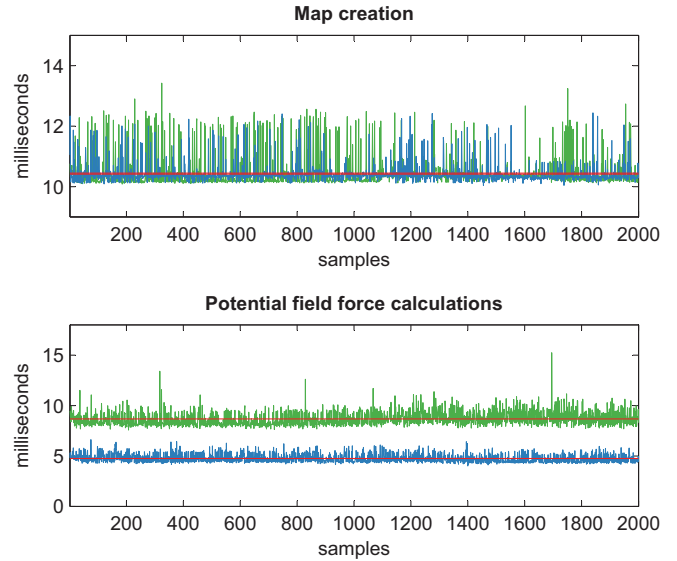 Map creation
milliseconds
14
12
10
200 400 600 800 1000 1200 1400 1600 1800 2000
samples
Potential field force calculations
milliseconds
15
10
5
0
200 400 600 800 1000 1200 1400 1600 1800 2000
samples